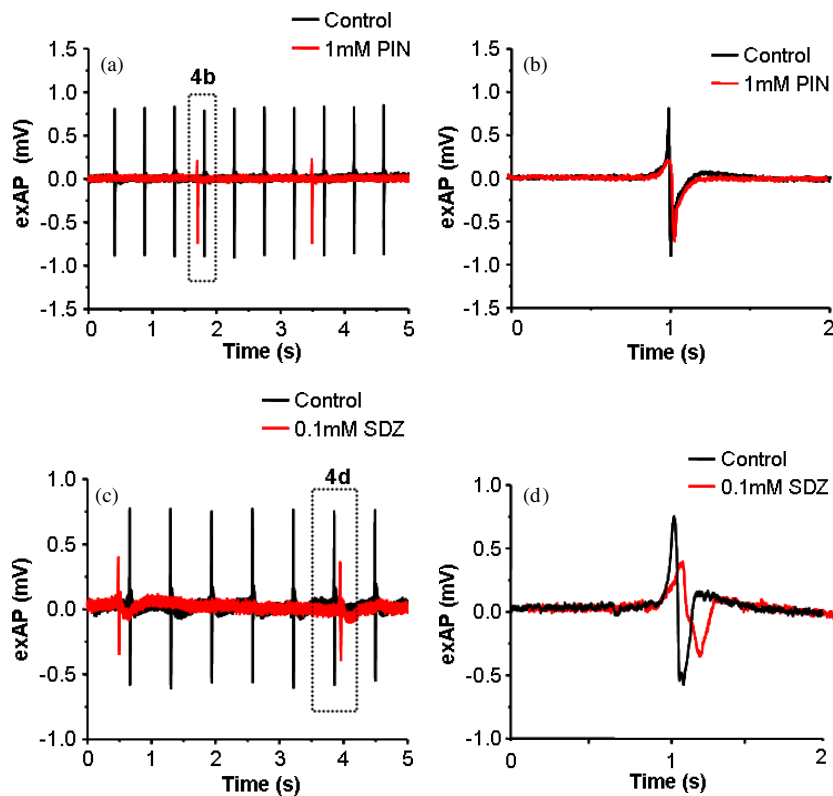 Control
1mM PIN
(a)
4b
1.5
1.0
0.5
0.0
-0.5
-1.0
-1.5
exAP (mV)
0 1 2 3 4 5
Time (s)
Control
1mM PIN
(b)
1.5
1.0
0.5
0.0
-0.5
-1.0
-1.5
exAP (mV)
0 1 2
Time (s)
Control
0.1mM SDZ
(c)
4d
1.0
0.5
0.0
-0.5
-1.0
exAP (mV)
0 1 2 3 4 5
Time (s)
Control
0.1mM SDZ
(d)
1.0
0.5
0.0
-0.5
-1.0
exAP (mV)
0 1 2
Time (s)